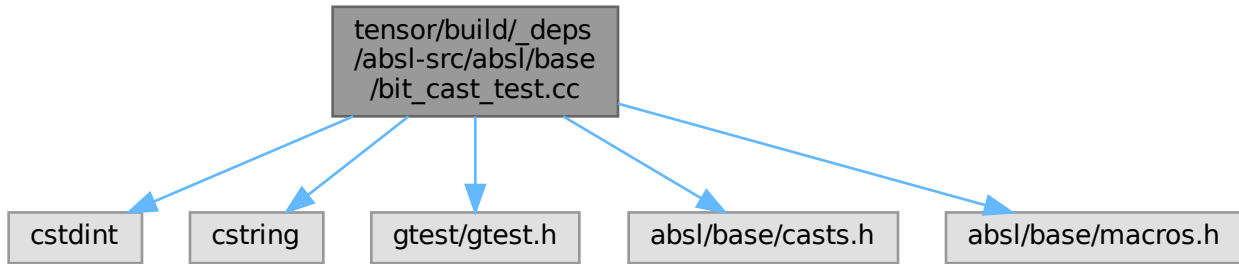 tensor/build/_deps
/absl-src/absl/base
/bit_cast_test.cc
cstdint
cstring
gtest/gtest.h
absl/base/casts.h
absl/base/macros.h